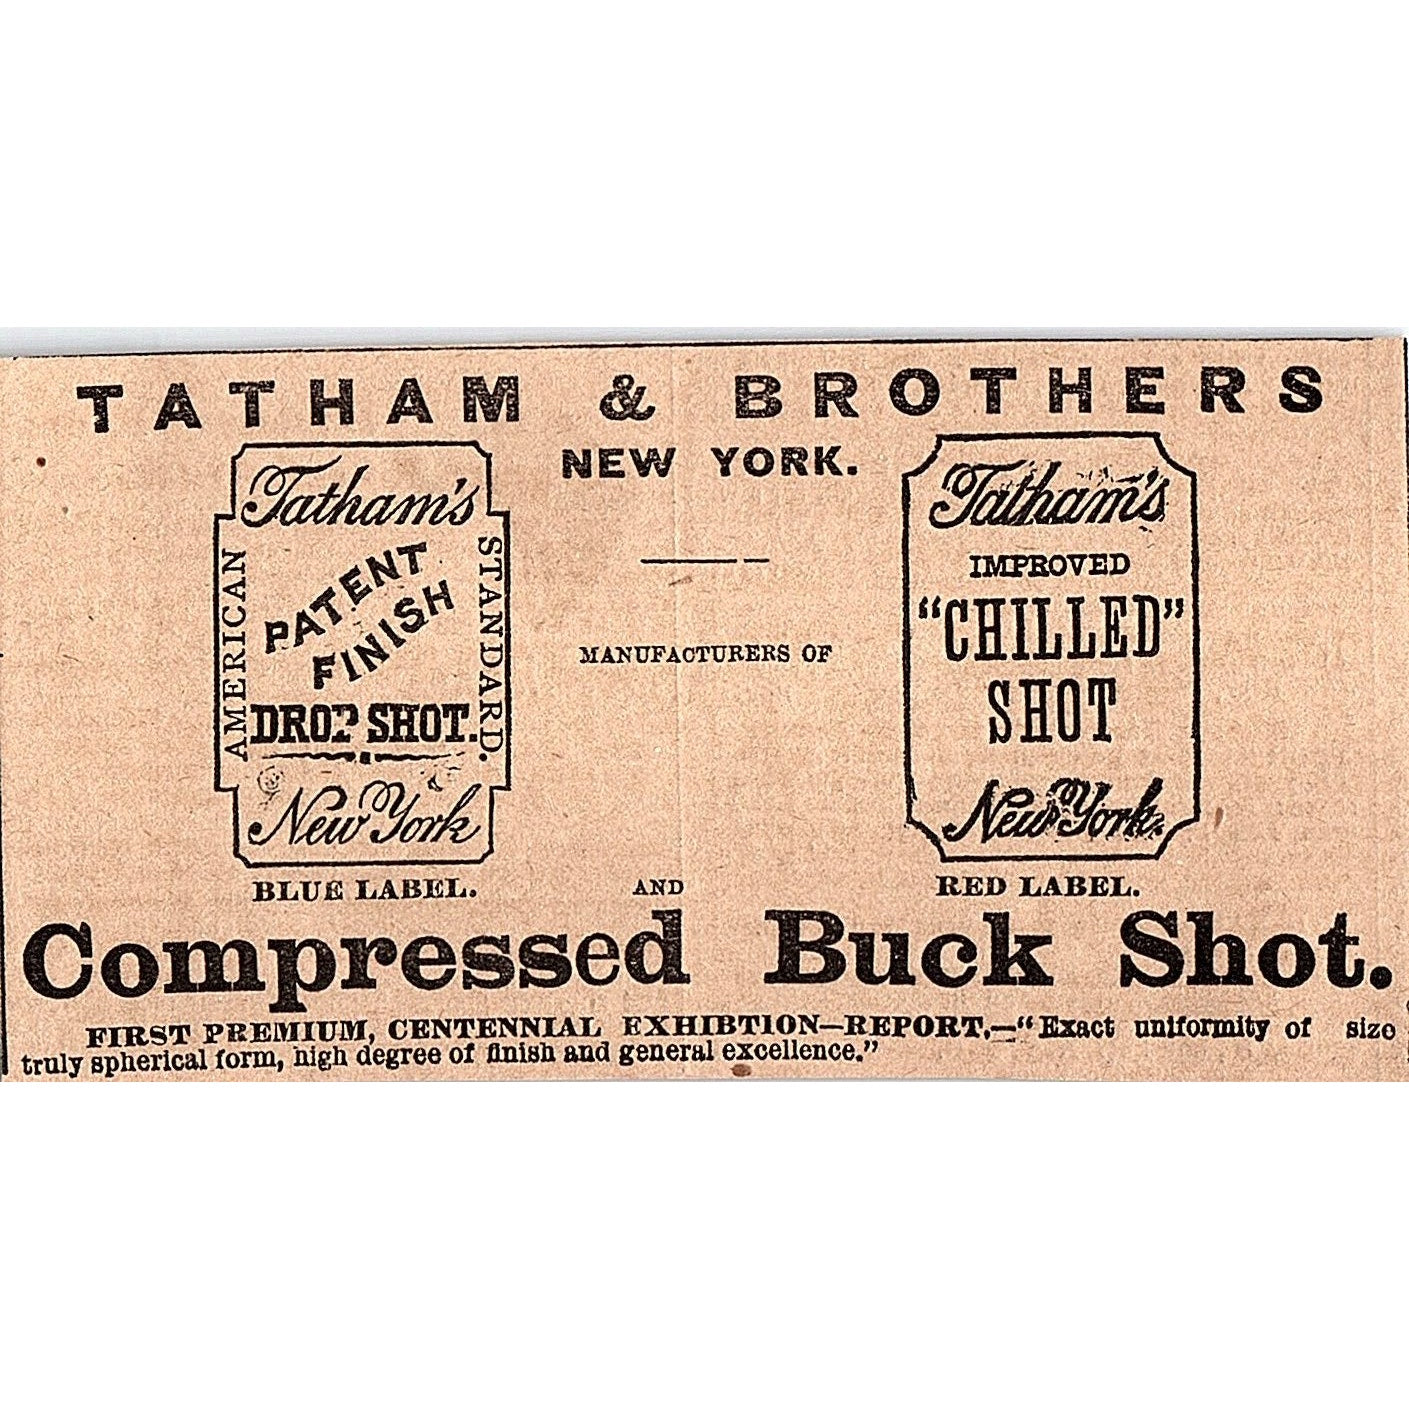 TATHAM & BROTHERS
NEW YORK.
Tatham's
AMERICAN
STANDARD.
PATENT
FINISH
DROP SHOT.
New York
BLUE LABEL.
MANUFACTURERS OF
AND
Tatham's
IMPROVED
"CHILLED"
SHOT
New York.
RED LABEL.
Compressed Buck Shot.
FIRST PREMIUM, CENTENNIAL EXHIBTION—REPORT.—"Exact uniformity of size
truly spherical form, high degree of finish and general excellence."